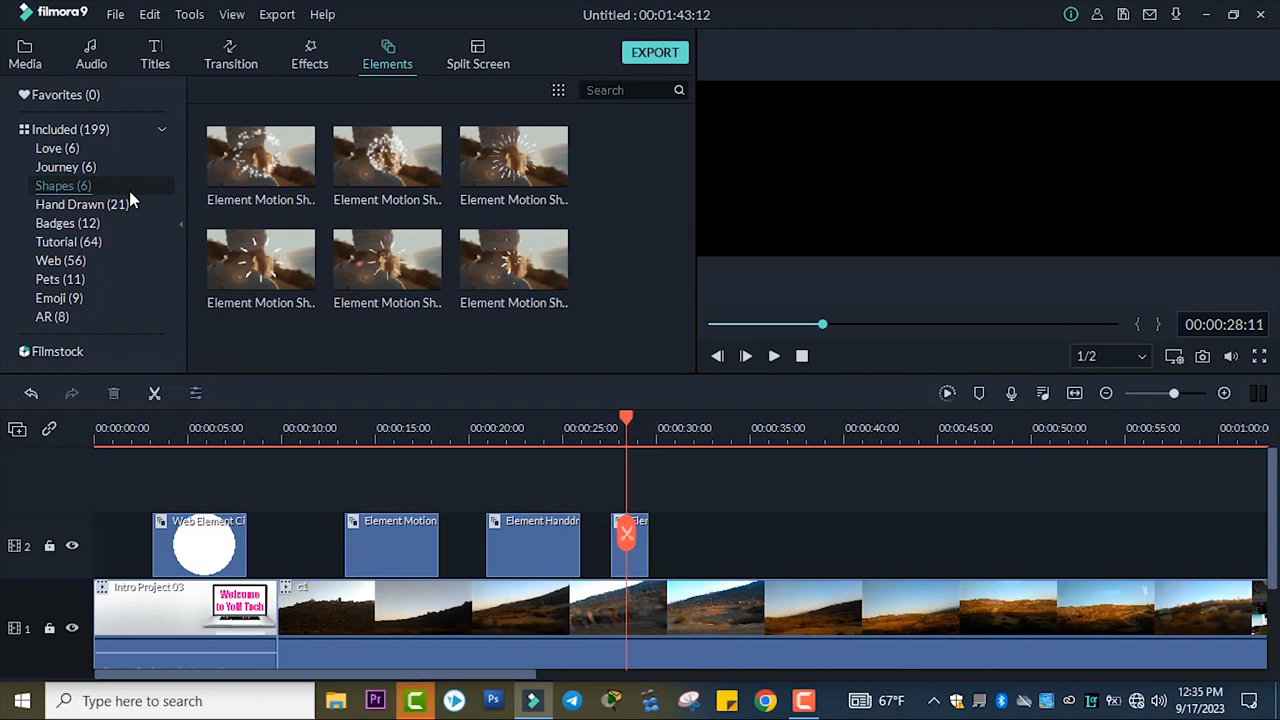 filmora9
File Edit Tools View Export Help
Untitled : 00:01:43:12
Media Audio Titles Transition Effects Elements Split Screen
EXPORT
Favorites (0)
Search
Included (199)
Love (6)
Journey (6)
Shapes (6)
Hand Drawn (21)
Badges (12)
Tutorial (64)
Web (56)
Pets (11)
Emoji (9)
AR (8)
Filmstock
Element Motion Sh.. Element Motion Sh.. Element Motion Sh..
Element Motion Sh.. Element Motion Sh.. Element Motion Sh..
{ } 00:00:28:11
1/2
00:00:00:00 00:00:05:00 00:00:10:00 00:00:15:00 00:00:20:00 00:00:25:00 00:00:30:00 00:00:35:00 00:00:40:00 00:00:45:00 00:00:50:00 00:00:55:00 00:01:00:0
2
Web Element Ci Element Motion Element Handdr
1
Intro Project 03 c1
Welcome
to YoM Tech
Type here to search
Pr
C
Ps
C
67°F
12:35 PM
9/17/2023